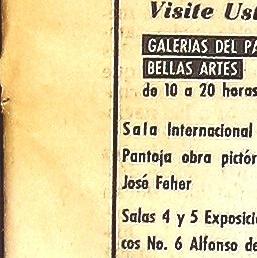 Visite Ust
GALERIAS DEL PA
BELLAS ARTES
de 10 a 20 horas
Sala Internacional
Pantoja obra pictór
José Feher
Salas 4 y 5 Exposici
cos No. 6 Alfonso de